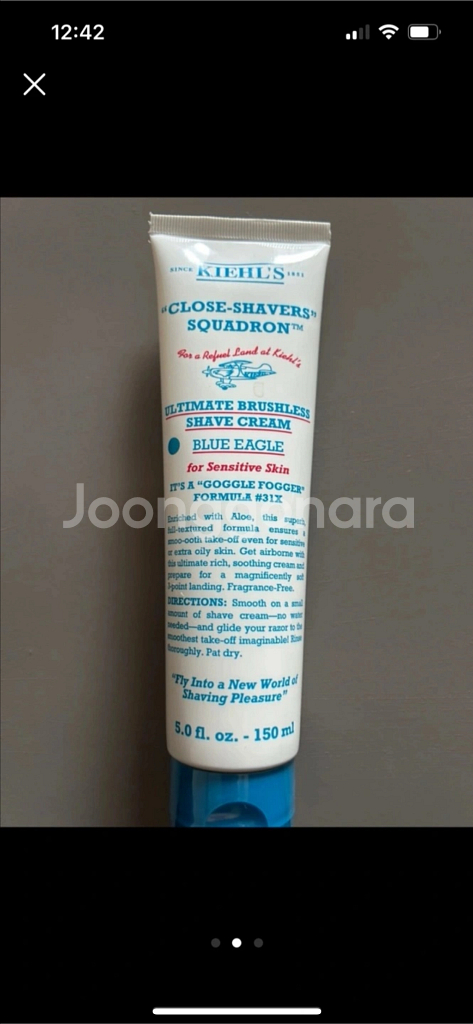 12:42
SINCE KIEHL'S 1851
"CLOSE-SHAVERS"
SQUADRON™
For a Refuel Land at Kiehl's
ULTIMATE BRUSHLESS
SHAVE CREAM
BLUE EAGLE
for Sensitive Skin
IT'S A "GOGGLE FOGGER"
FORMULA #31X
Joonggonara
Enriched with Aloe, this superb,
full-textured formula ensures a
smoo-ooth take-off even for sensitive
or extra oily skin. Get airborne with
this ultimate rich, soothing cream and
prepare for a magnificently soft
3-point landing. Fragrance-Free.
DIRECTIONS: Smooth on a small
amount of shave cream—no water
needed—and glide your razor to the
smoothest take-off imaginable! Rinse
thoroughly. Pat dry.
"Fly Into a New World of
Shaving Pleasure"
5.0 fl. oz. - 150 ml